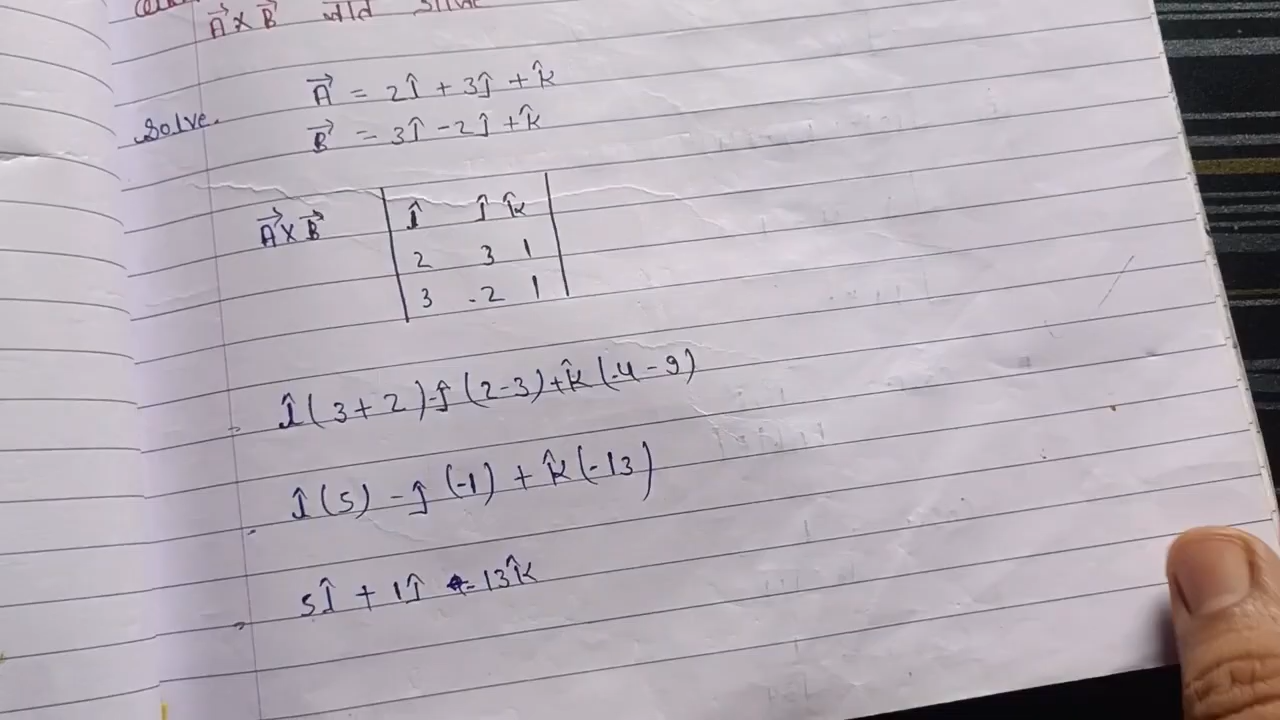 A⃗ × B⃗
A⃗ = 2î + 3ĵ + k̂
Solve.
B⃗ = 3î - 2ĵ + k̂
A⃗ × B⃗ | î ĵ k̂ |
2 3 1
3 -2 1
î (3 + 2) - ĵ (2 - 3) + k̂ (-4 - 9)
î (5) - ĵ (-1) + k̂ (-13)
5î + 1ĵ - 13k̂